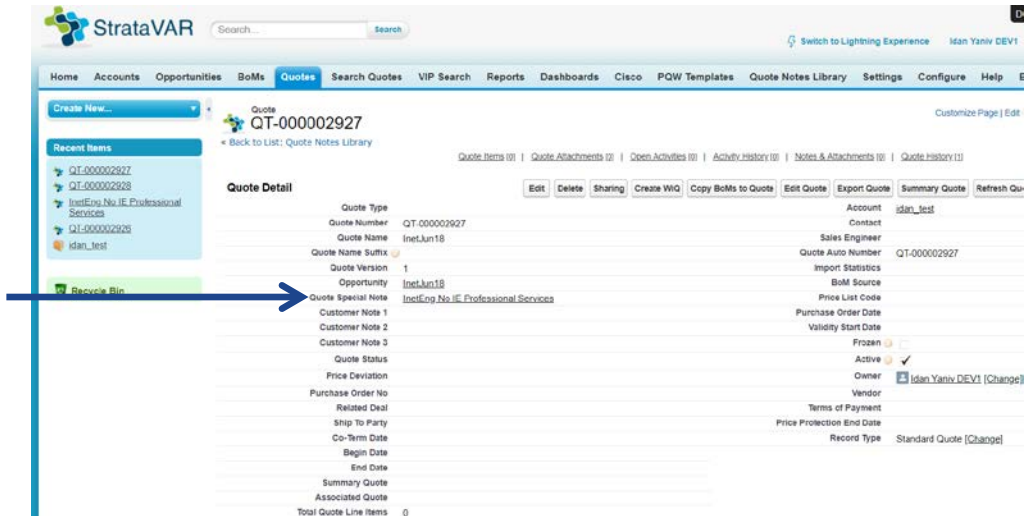 StrataVAR
Search...
Search
Switch to Lightning Experience
Idan Yaniv DEV1
Home Accounts Opportunities BoMs Quotes Search Quotes VIP Search Reports Dashboards Cisco PQW Templates Quote Notes Library Settings Configure Help
Create New...
Recent Items
QT-000002927
QT-000002928
InetEng No IE Professional
Services
QT-000002926
idan_test
Recycle Bin
Quote
QT-000002927
Customize Page | Edit
« Back to List: Quote Notes Library
Quote Items [0] | Quote Attachments [0] | Open Activities [0] | Activity History [0] | Notes & Attachments [0] | Quote History [1]
Quote Detail
Edit Delete Sharing Create WiQ Copy BoMs to Quote Edit Quote Export Quote Summary Quote Refresh Quo
Quote Type
Account idan_test
Quote Number QT-000002927
Contact
Quote Name InetJun18
Sales Engineer
Quote Name Suffix
Quote Auto Number QT-000002927
Quote Version 1
Import Statistics
Opportunity InetJun18
BoM Source
Quote Special Note InetEng No IE Professional Services
Price List Code
Customer Note 1
Purchase Order Date
Customer Note 2
Validity Start Date
Customer Note 3
Frozen
Quote Status
Active
Price Deviation
Owner Idan Yaniv DEV1 [Change]
Purchase Order No
Vendor
Related Deal
Terms of Payment
Ship To Party
Price Protection End Date
Co-Term Date
Record Type Standard Quote [Change]
Begin Date
End Date
Summary Quote
Associated Quote
Total Quote Line Items 0